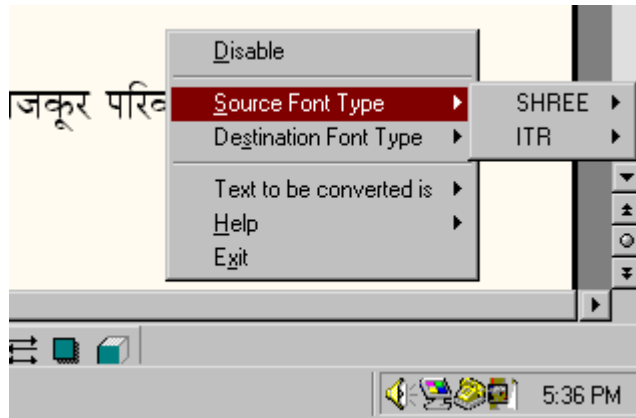 Disable
जकूर
Source Font Type
SHREE
Destination Font Type
ITR
Text to be converted is
Help
Exit
5:36 PM